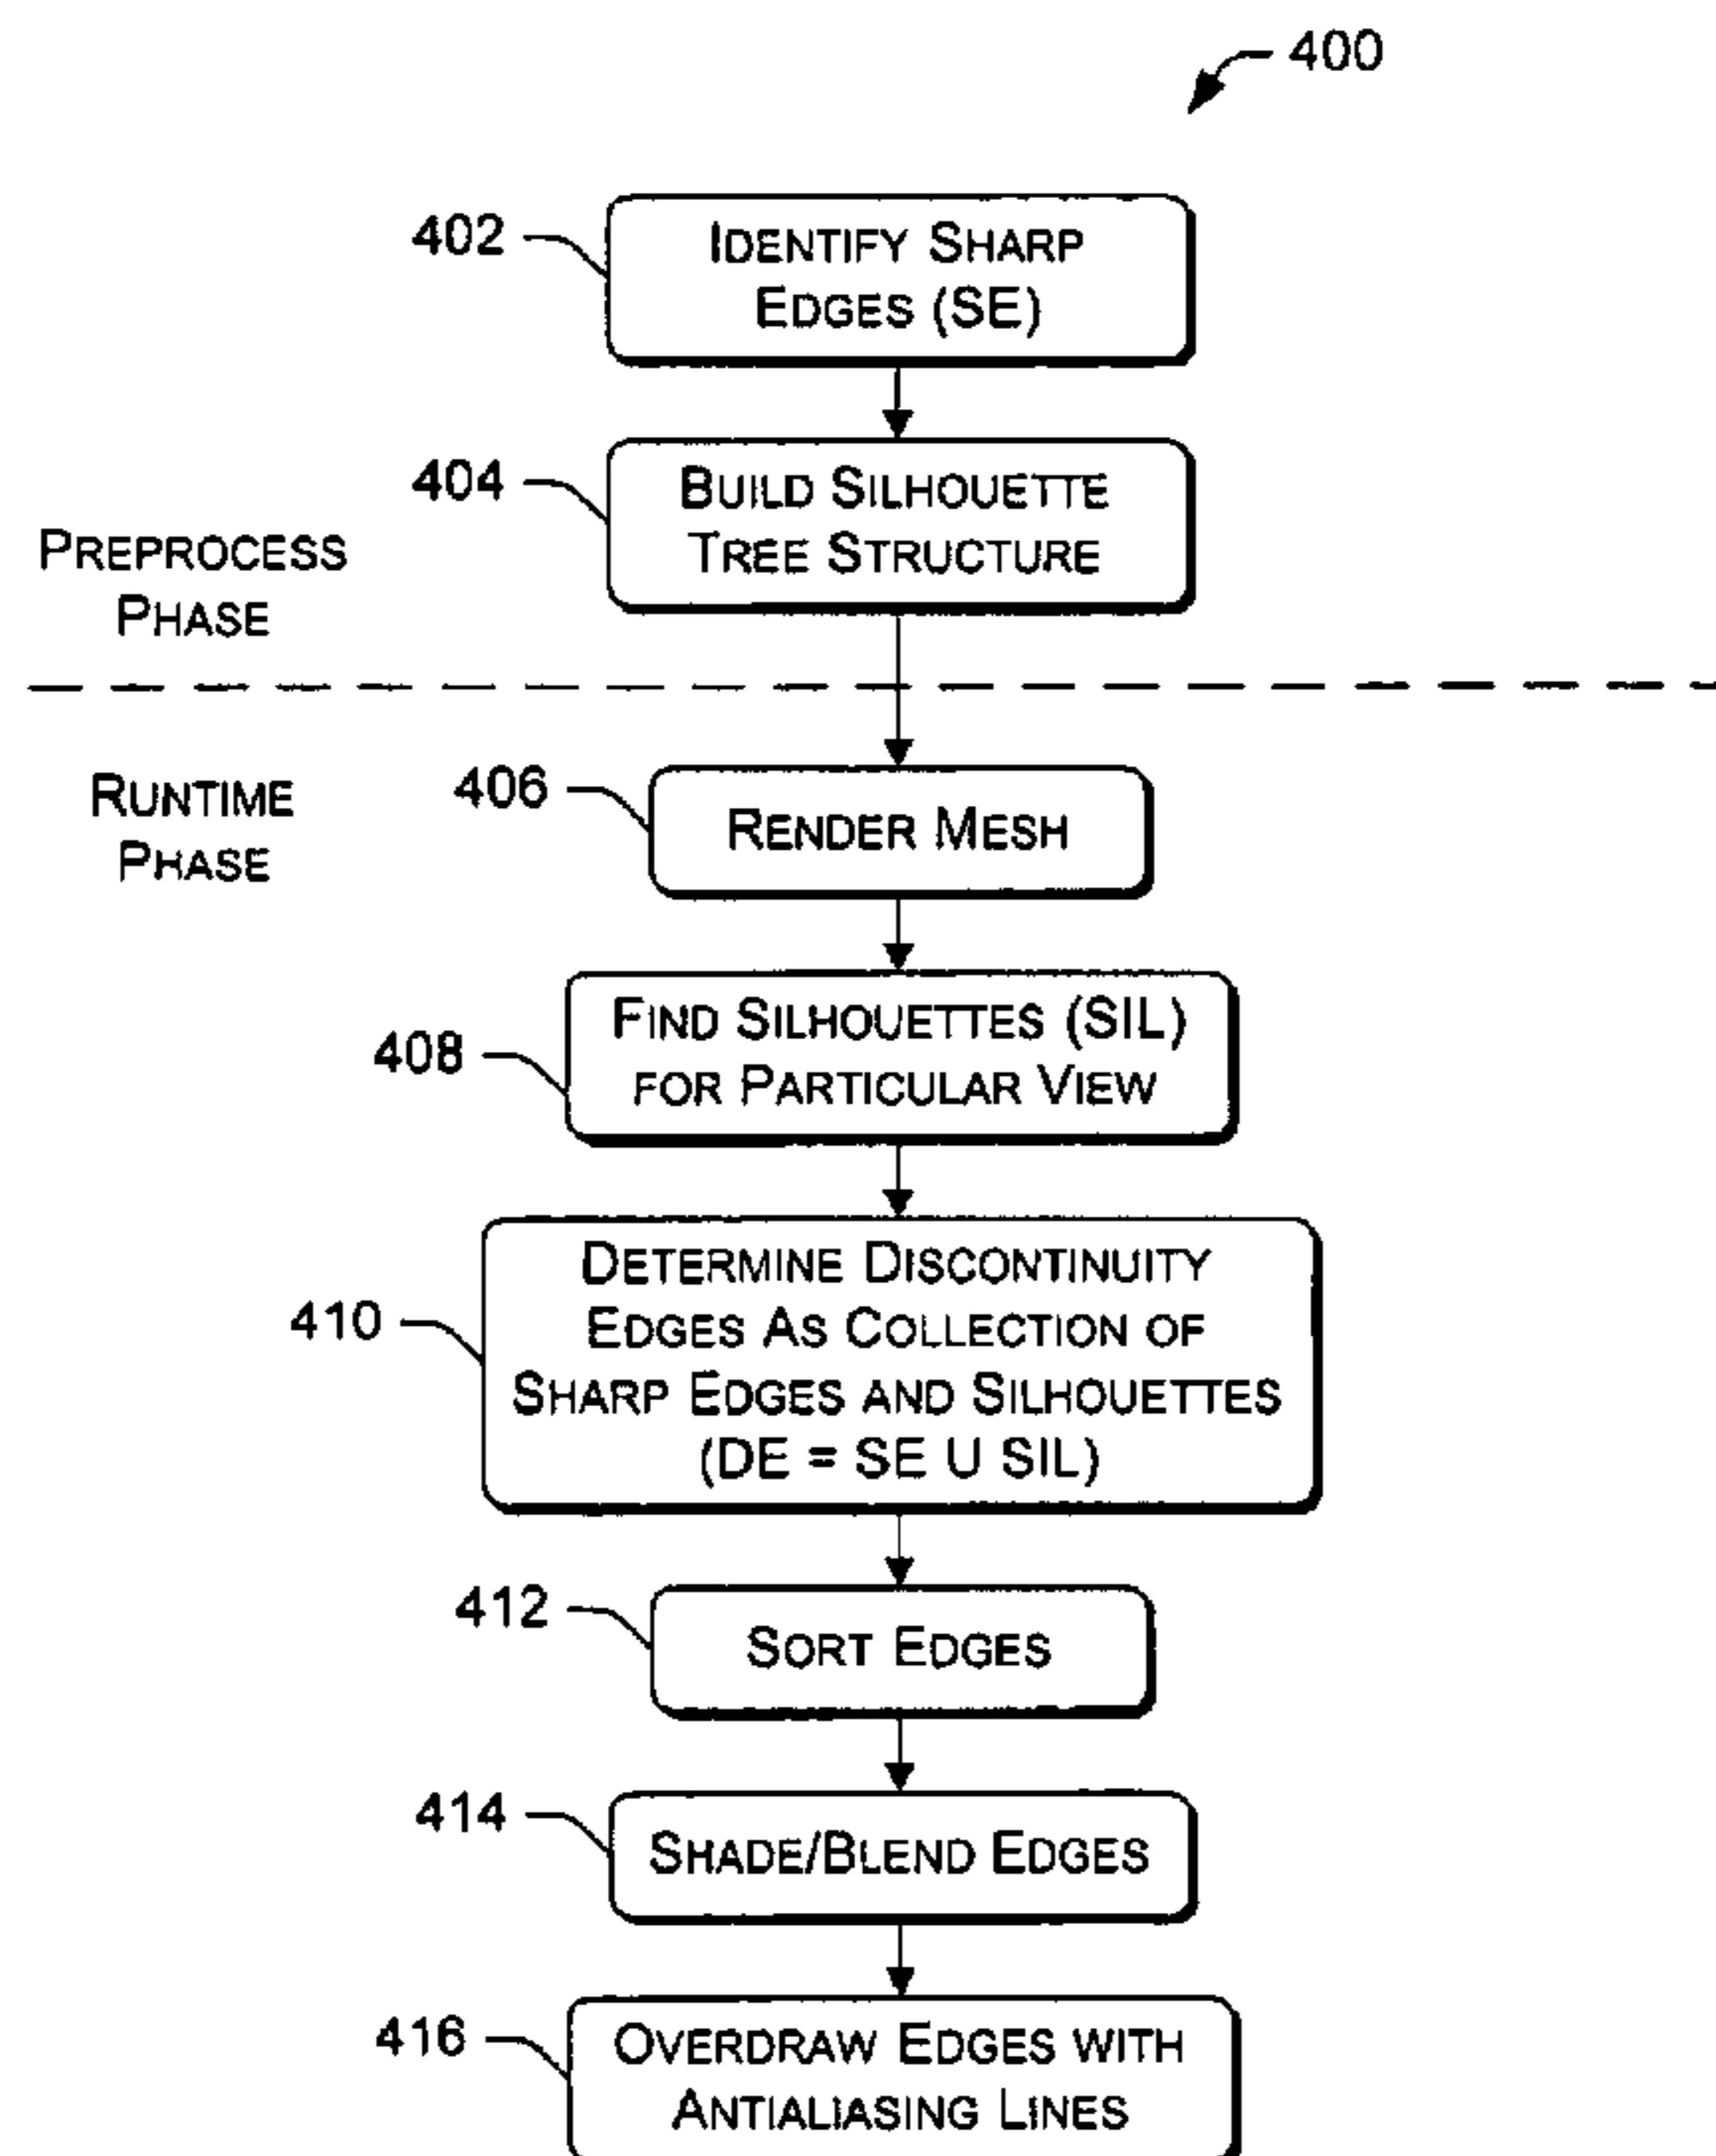 400
402
IDENTIFY SHARP
EDGES (SE)
404
BUILD SILHOUETTE
TREE STRUCTURE
PREPROCESS
PHASE
RUNTIME
PHASE
406
RENDER MESH
408
FIND SILHOUETTES (SIL)
FOR PARTICULAR VIEW
410
DETERMINE DISCONTINUITY
EDGES AS COLLECTION OF
SHARP EDGES AND SILHOUETTES
(DE = SE U SIL)
412
SORT EDGES
414
SHADE/BLEND EDGES
416
OVERDRAW EDGES WITH
ANTIALIASING LINES